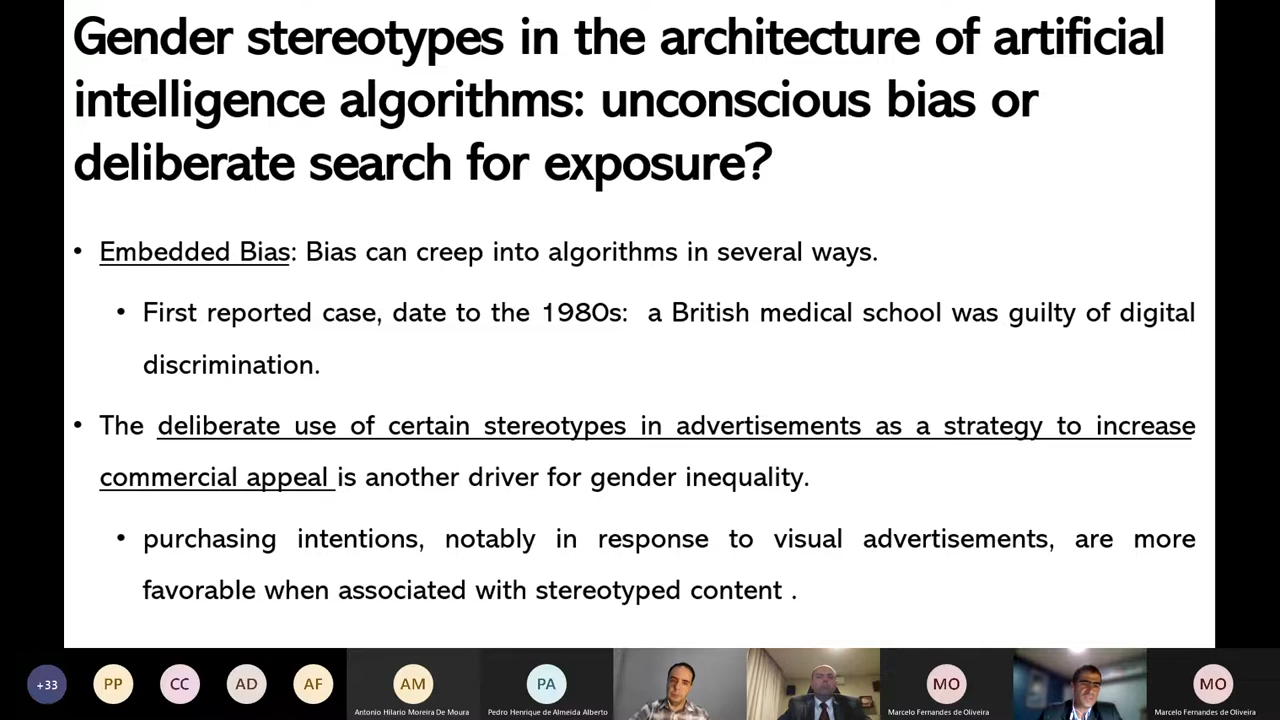 Gender stereotypes in the architecture of artificial
intelligence algorithms: unconscious bias or
deliberate search for exposure?
• Embedded Bias: Bias can creep into algorithms in several ways.
• First reported case, date to the 1980s: a British medical school was guilty of digital
discrimination.
• The deliberate use of certain stereotypes in advertisements as a strategy to increase
commercial appeal is another driver for gender inequality.
• purchasing intentions, notably in response to visual advertisements, are more
favorable when associated with stereotyped content .
+33 PP CC AD AF AM PA MO MO
Antonio Hilario Moreira De Moura Pedro Henrique de Almeida Alberto Marcelo Fernandes de Oliveira Marcelo Fernandes de Oliveira